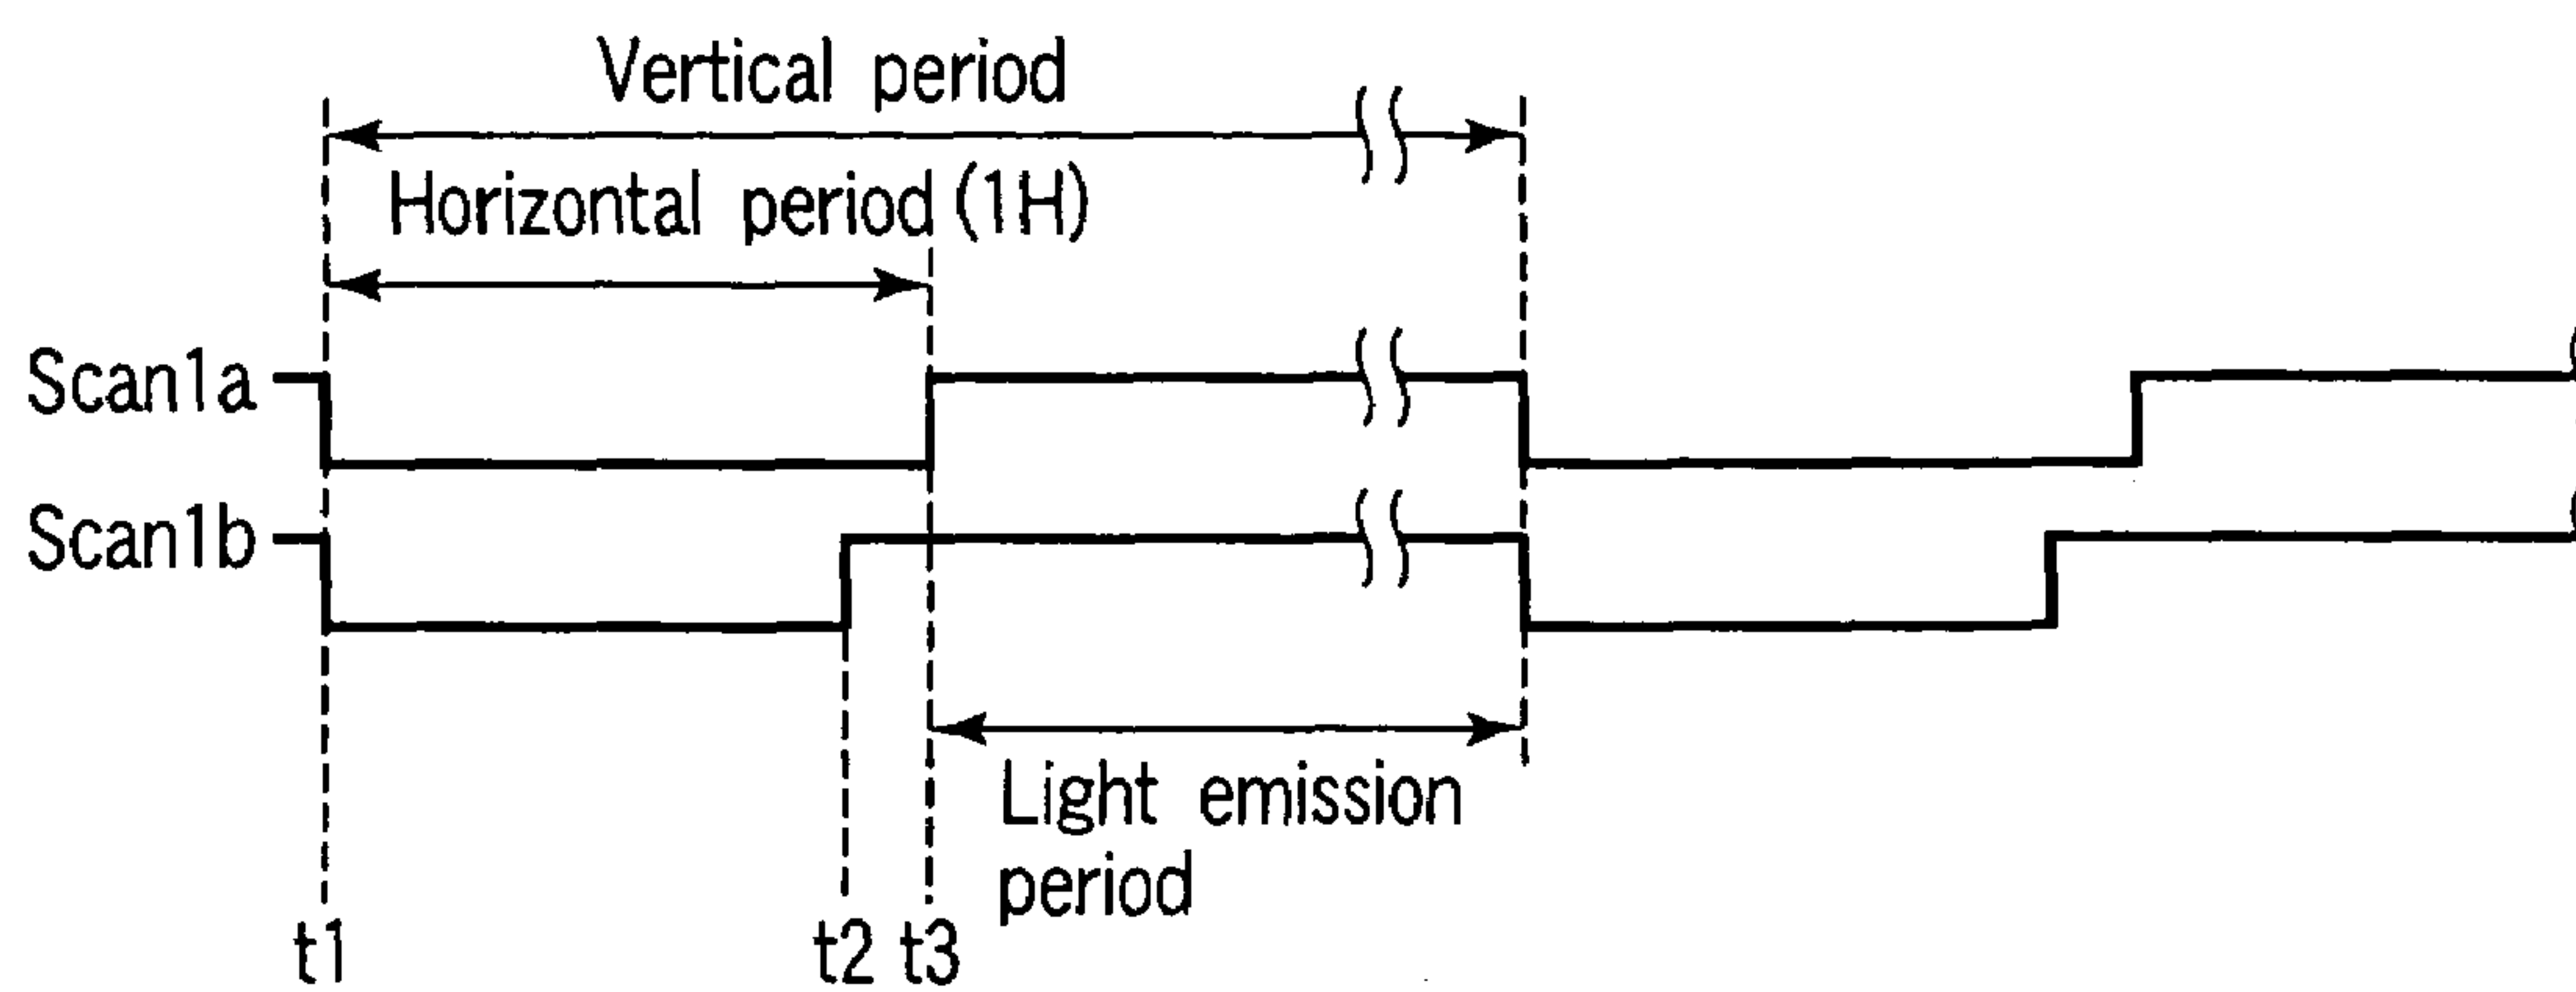 Vertical period
Horizontal period (1H)
Scan1a
Scan1b
Light emission
period
t1
t2
t3